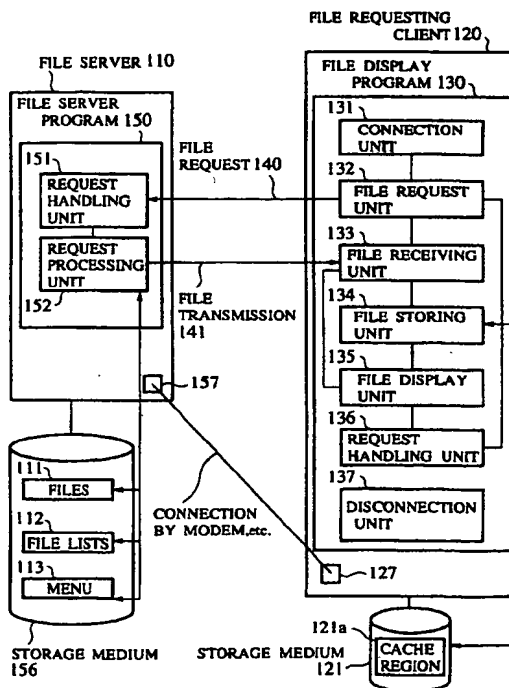 FILE REQUESTING
CLIENT 120
FILE SERVER 110
FILE SERVER
PROGRAM 150
151
REQUEST
HANDLING
UNIT
REQUEST
PROCESSING
UNIT
152
FILE
REQUEST 140
FILE
TRANSMISSION
141
157
CONNECTION
BY MODEM,etc.
111
FILES
112
FILE LISTS
113
MENU
STORAGE MEDIUM
156
FILE DISPLAY
PROGRAM 130
131
CONNECTION
UNIT
132
FILE REQUEST
UNIT
133
FILE RECEIVING
UNIT
134
FILE STORING
UNIT
135
FILE DISPLAY
UNIT
136
REQUEST
HANDLING UNIT
137
DISCONNECTION
UNIT
127
STORAGE MEDIUM
121
121a
CACHE
REGION